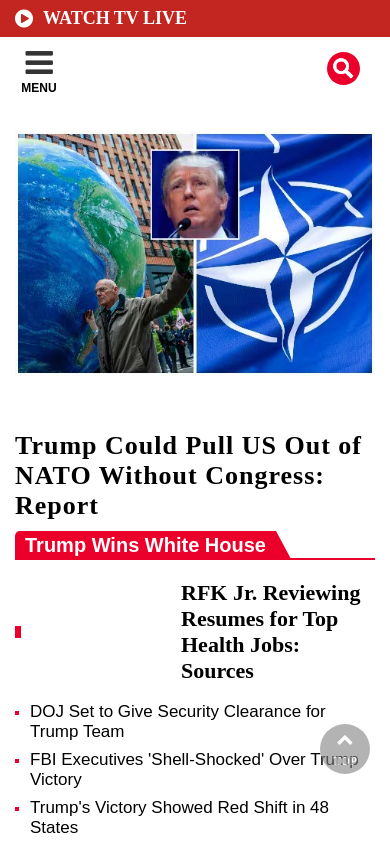 WATCH TV LIVE
MENU
Trump Could Pull US Out of
NATO Without Congress:
Report
Trump Wins White House
RFK Jr. Reviewing
Resumes for Top
Health Jobs:
Sources
DOJ Set to Give Security Clearance for
Trump Team
FBI Executives 'Shell-Shocked' Over Trump
Victory
TOP
Trump's Victory Showed Red Shift in 48
States